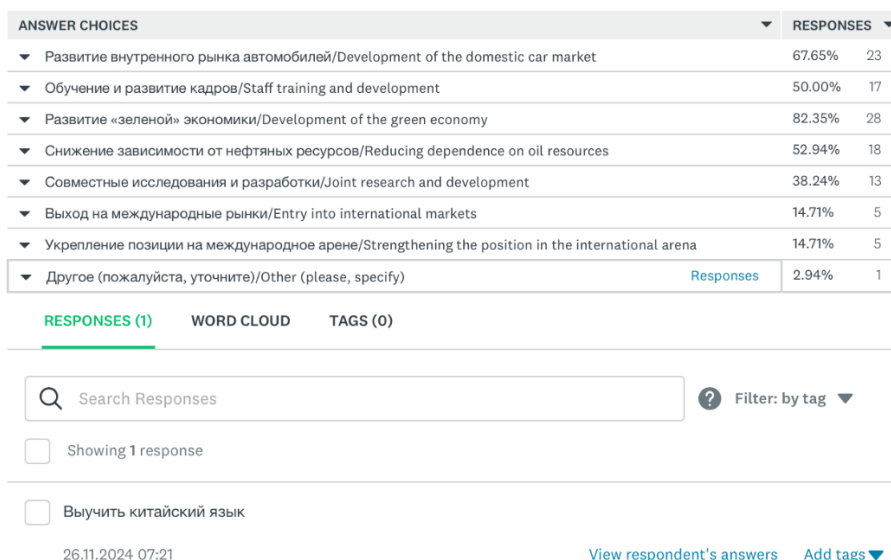 ANSWER CHOICES RESPONSES
Развитие внутренного рынка автомобилей/Development of the domestic car market 67.65% 23
Обучение и развитие кадров/Staff training and development 50.00% 17
Развитие «зеленой» экономики/Development of the green economy 82.35% 28
Снижение зависимости от нефтяных ресурсов/Reducing dependence on oil resources 52.94% 18
Совместные исследования и разработки/Joint research and development 38.24% 13
Выход на международные рынки/Entry into international markets 14.71% 5
Укрепление позиции на международное арене/Strengthening the position in the international arena 14.71% 5
Другое (пожалуйста, уточните)/Other (please, specify) Responses 2.94% 1
RESPONSES (1) WORD CLOUD TAGS (0)
Search Responses ? Filter: by tag
Showing 1 response
Выучить китайский язык
26.11.2024 07:21 View respondent's answers Add tags